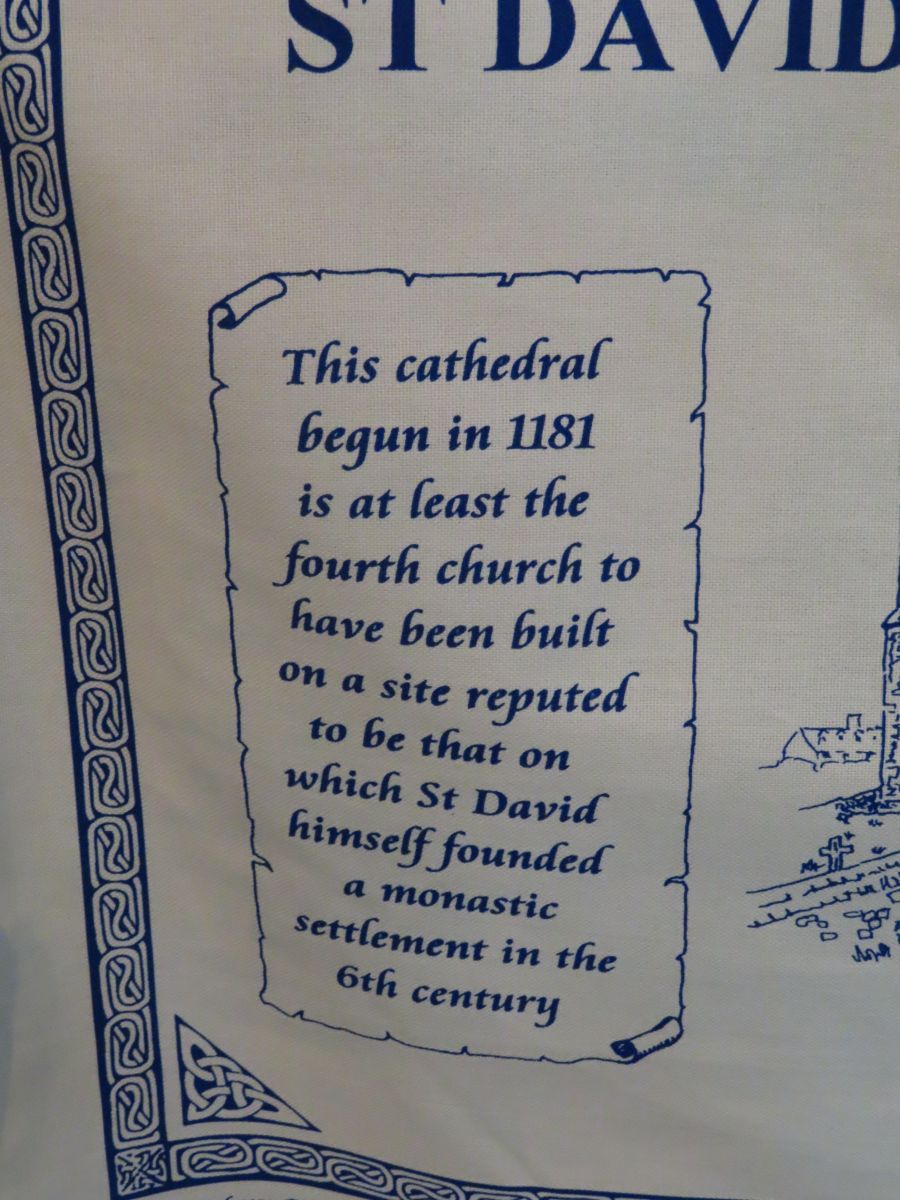 ST DAVID
This cathedral
begun in 1181
is at least the
fourth church to
have been built
on a site reputed
to be that on
which St David
himself founded
a monastic
settlement in the
6th century